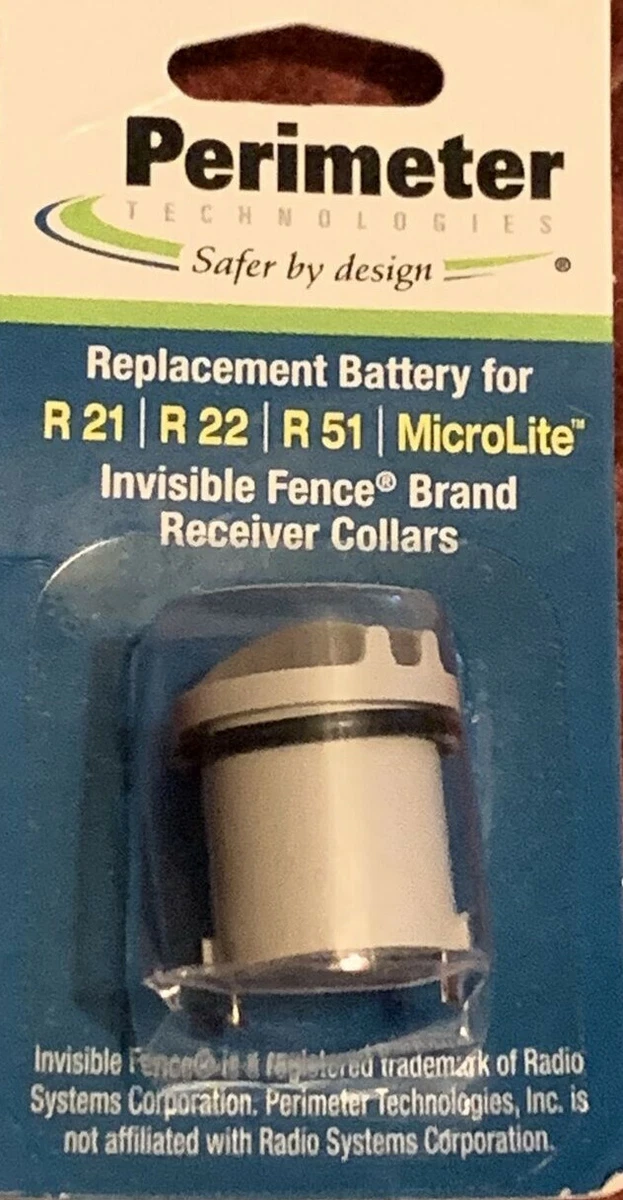 Perimeter
TECHNOLOGIES
Safer by design ®
Replacement Battery for
R 21 | R 22 | R 51 | MicroLite™
Invisible Fence® Brand
Receiver Collars
Invisible Fence® is a registered trademark of Radio
Systems Corporation. Perimeter Technologies, Inc. is
not affiliated with Radio Systems Corporation.